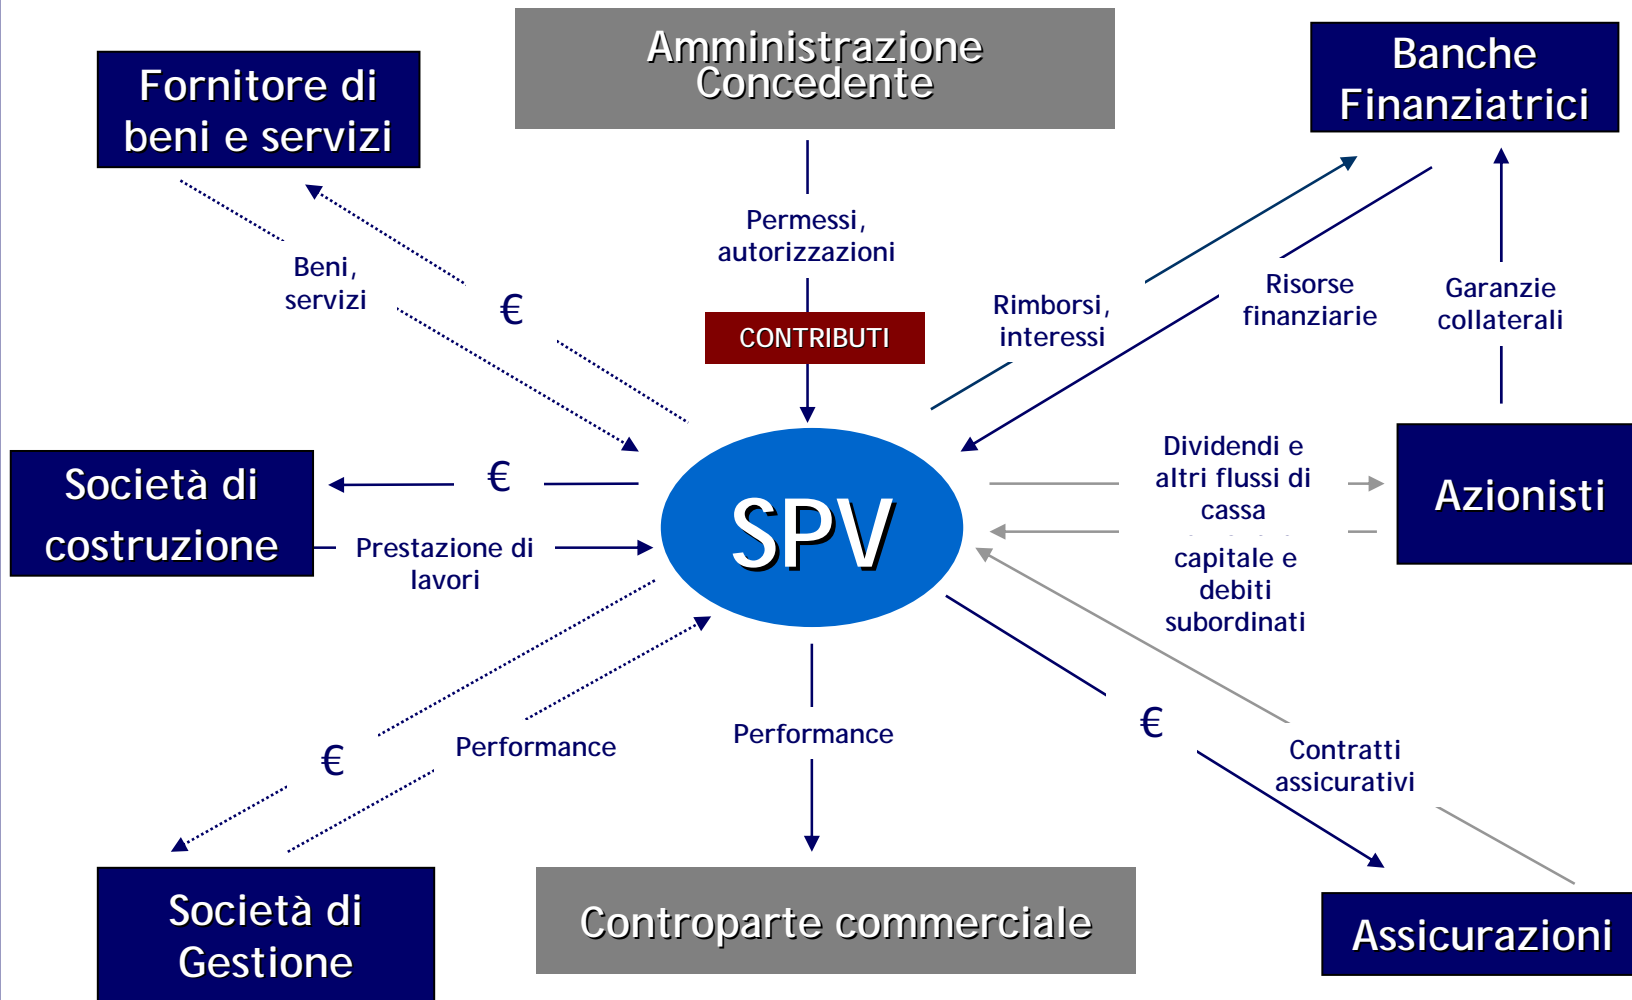 Amministrazione
Concedente
Banche
Finanziatrici
Fornitore di
beni e servizi
Permessi,
autorizzazioni
Beni,
servizi
€
CONTRIBUTI
Rimborsi,
interessi
Risorse
finanziarie
Garanzie
collaterali
Società di
costruzione
€
Prestazione di
lavori
SPV
Dividendi e
altri flussi di
cassa
capitale e
debiti
subordinati
Azionisti
€
Performance
Performance
€
Contratti
assicurativi
Società di
Gestione
Controparte commerciale
Assicurazioni